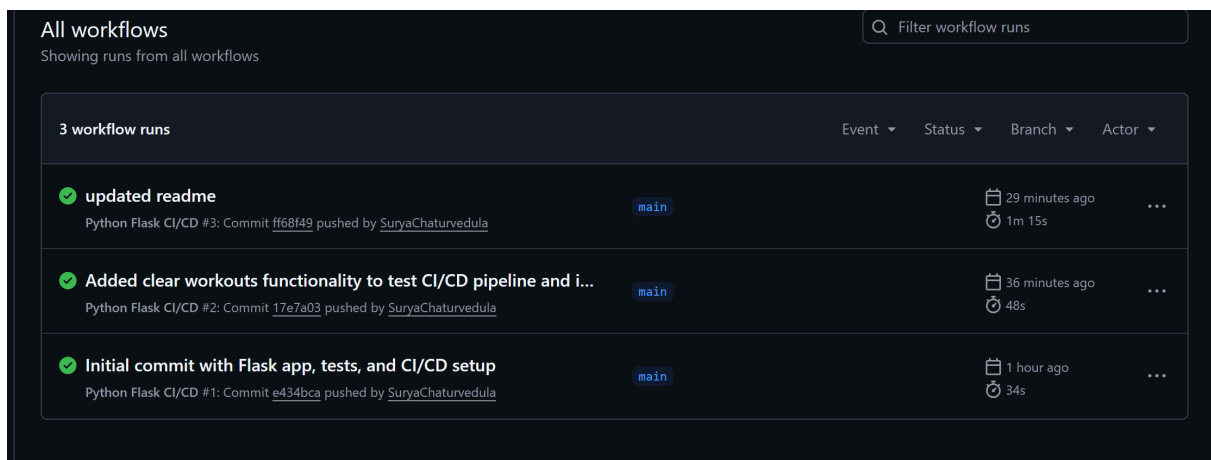 All workflows
Filter workflow runs
Showing runs from all workflows
3 workflow runs
Event
Status
Branch
Actor
updated readme
main
29 minutes ago
Python Flask CI/CD #3: Commit ff68f49 pushed by SuryaChaturvedula
1m 15s
Added clear workouts functionality to test CI/CD pipeline and i...
main
36 minutes ago
Python Flask CI/CD #2: Commit 17e7a03 pushed by SuryaChaturvedula
48s
Initial commit with Flask app, tests, and CI/CD setup
main
1 hour ago
Python Flask CI/CD #1: Commit e434bca pushed by SuryaChaturvedula
34s